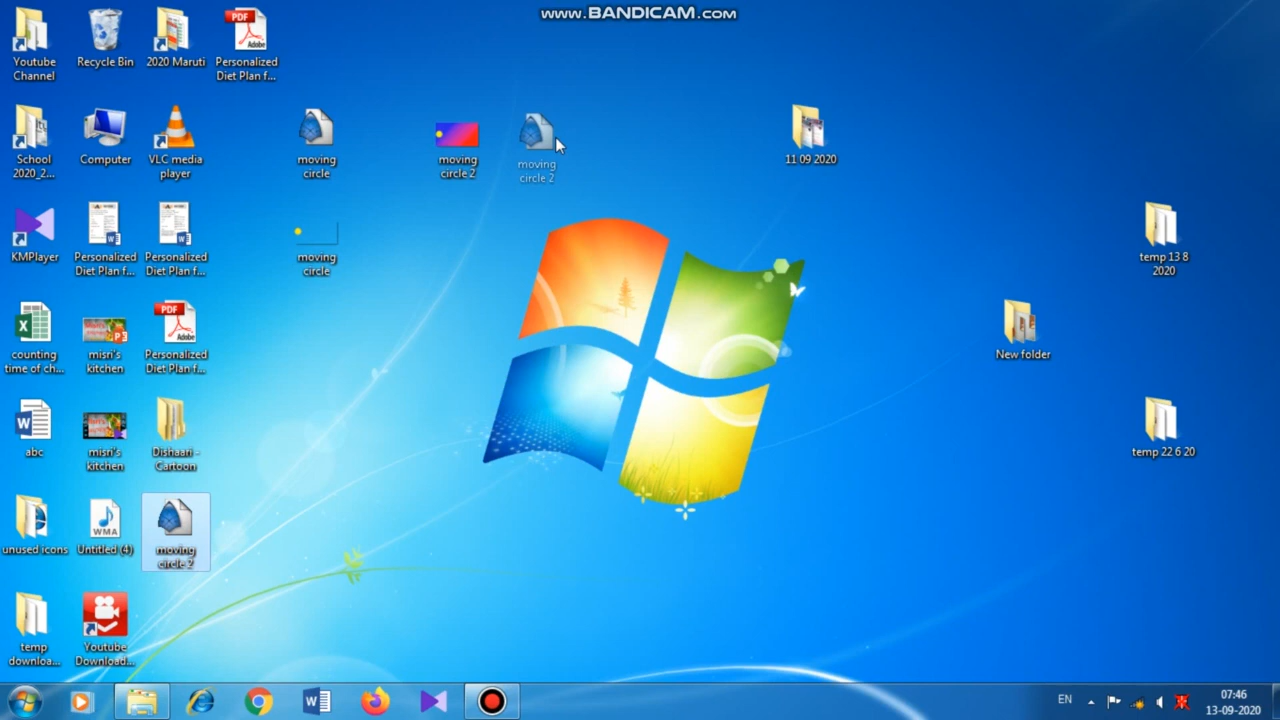 www.BANDICAM.com
Youtube
Channel
Recycle Bin
2020 Maruti
PDF
Adobe
Personalized
Diet Plan f...
School
2020_2...
Computer
VLC media
player
moving
circle
moving
circle 2
moving
circle 2
11 09 2020
KMPlayer
Personalized
Diet Plan f...
Personalized
Diet Plan f...
moving
circle
temp 13 8
2020
counting
time of ch...
misri's
kitchen
PDF
Adobe
Personalized
Diet Plan f...
New folder
abc
misri's
kitchen
Dishaari -
Cartoon
temp 22 6 20
unused icons
WMA
Untitled (4)
moving
circle 2
temp
downloa...
Youtube
Download...
EN
07:46
13-09-2020